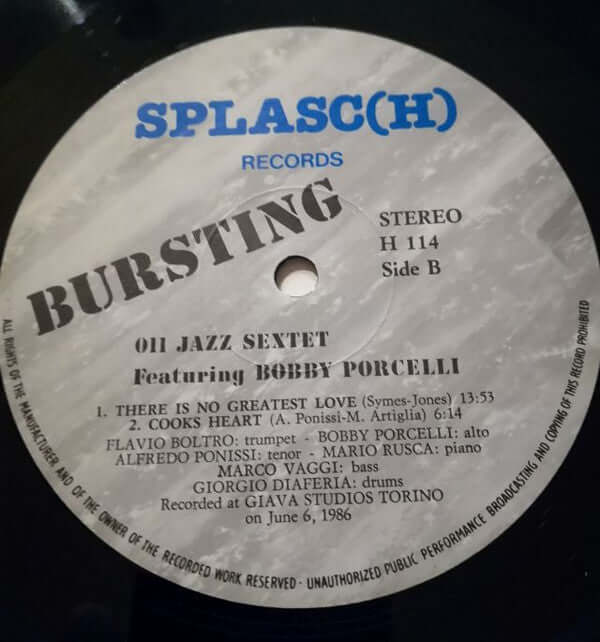 SPLASC(H)
RECORDS
BURSTING
STEREO
H 114
Side B
011 JAZZ SEXTET
Featuring BOBBY PORCELLI
1. THERE IS NO GREATEST LOVE (Symes-Jones) 13:53
2. COOKS HEART (A. Ponissi-M. Artiglia) 6:14
FLAVIO BOLTRO: trumpet - BOBBY PORCELLI: alto
ALFREDO PONISSI: tenor - MARIO RUSCA: piano
MARCO VAGGI: bass
GIORGIO DIAFERIA: drums
Recorded at GIAVA STUDIOS TORINO
on June 6, 1986
ALL RIGHTS OF THE MANUFACTURER AND OF THE OWNER OF THE RECORDED WORK RESERVED - UNAUTHORIZED PUBLIC PERFORMANCE BROADCASTING AND COPYING OF THIS RECORD PROHIBITED